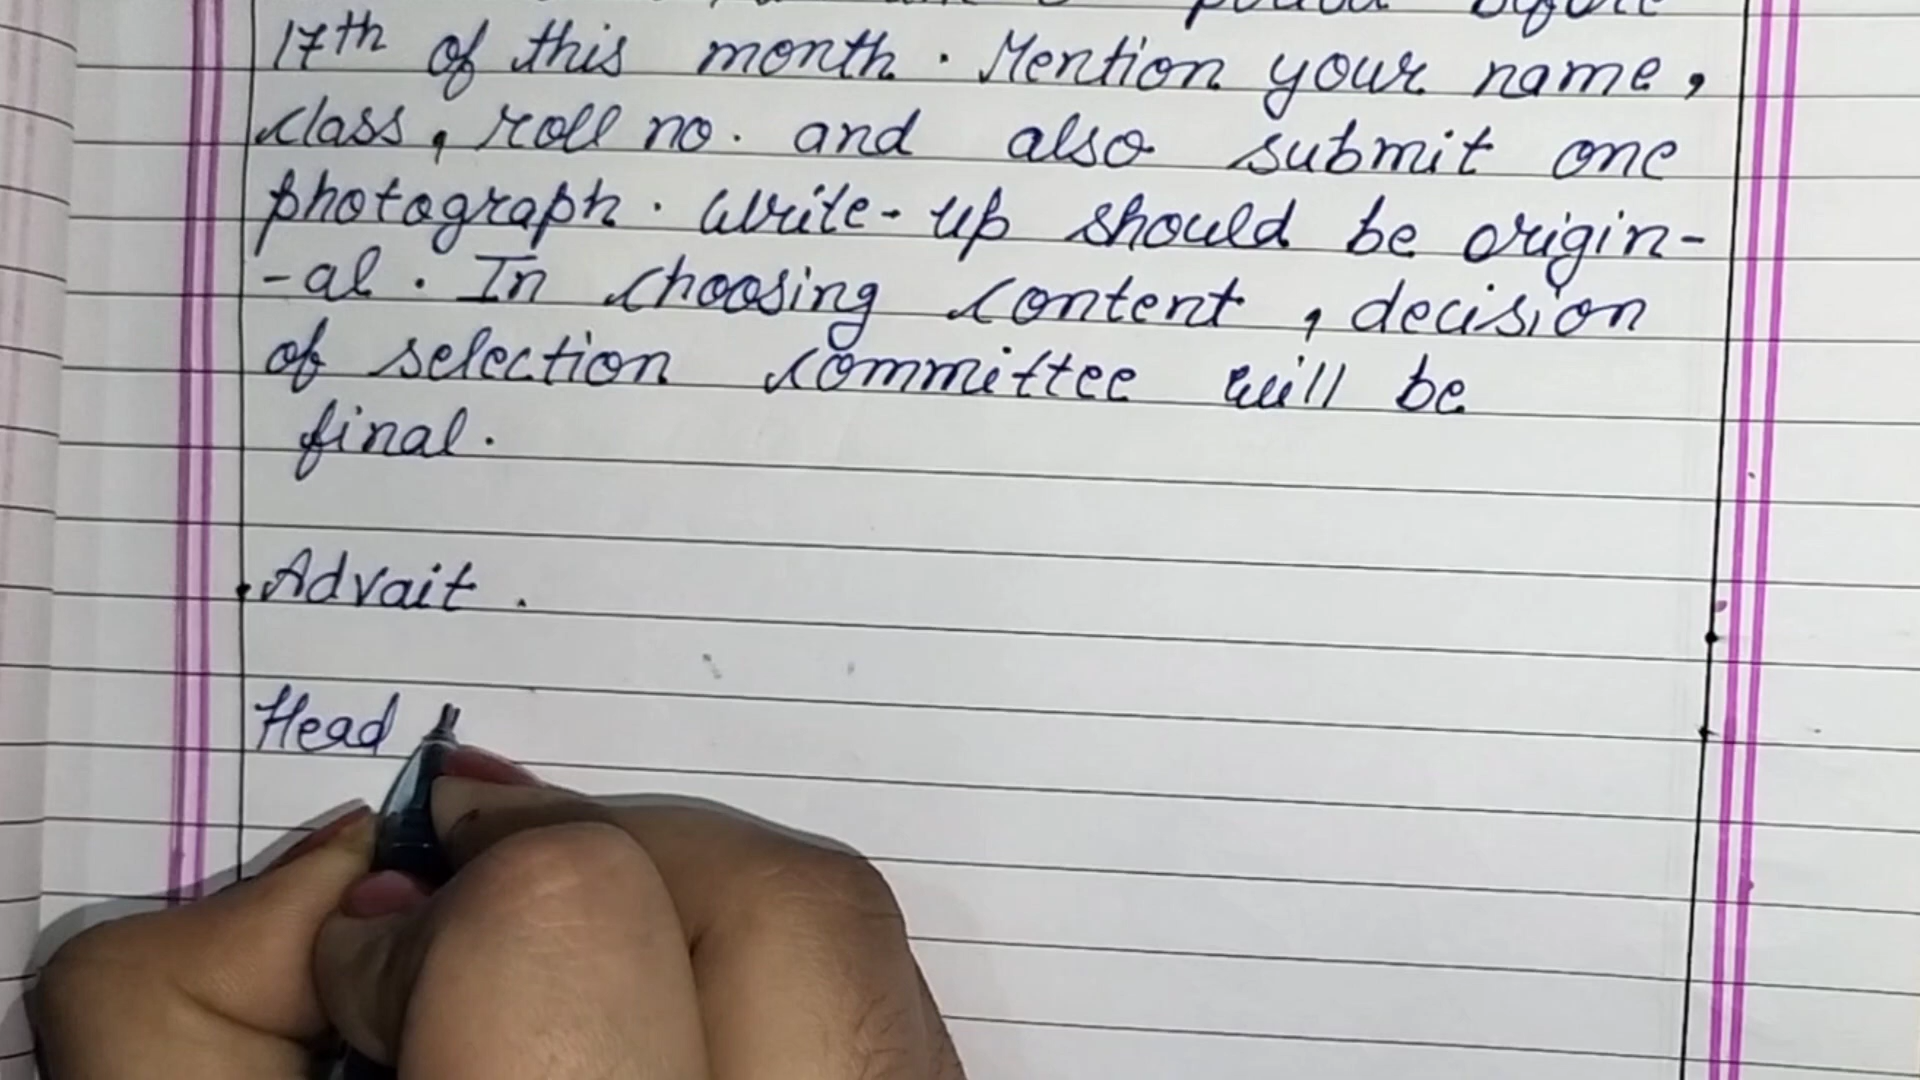 before
17th of this month. Mention your name,
class, roll no. and also submit one
photograph. Write-up should be origin-
-al. In choosing content, decision
of selection committee will be
final.
Advait.
Head